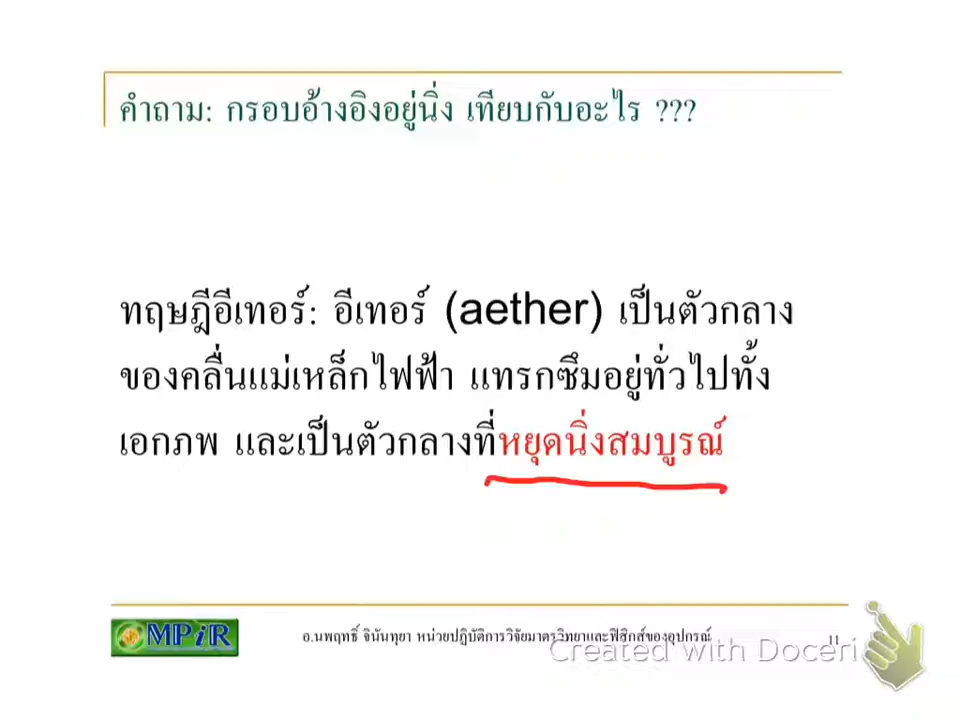 คำถาม: กรอบอ้างอิงอยู่นิ่ง เทียบกับอะไร ???
ทฤษฎีอีเทอร์: อีเทอร์ (aether) เป็นตัวกลาง
ของคลื่นแม่เหล็กไฟฟ้า แทรกซึมอยู่ทั่วไปทั้ง
เอกภพ และเป็นตัวกลางที่หยุดนิ่งสมบูรณ์
MPiR
อ.นพฤทธิ์ จินันทุยา หน่วยปฏิบัติการวิจัยมาตรวิทยาและฟิสิกส์ของอุปกรณ์
11
Created with Doceri